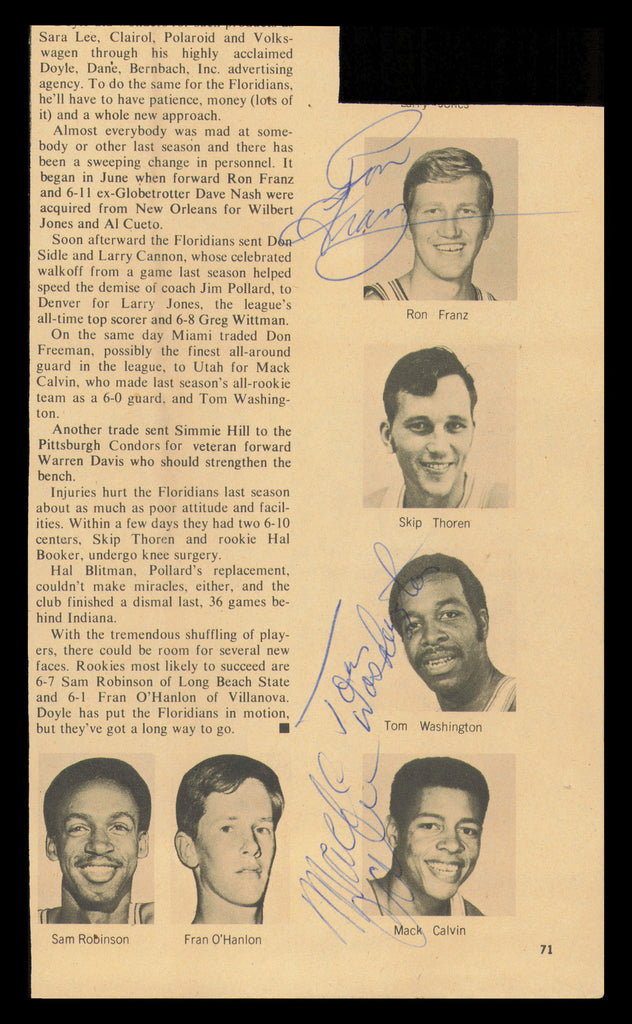 Sara Lee, Clairol, Polaroid and Volks-
wagen through his highly acclaimed
Doyle, Dane, Bernbach, Inc. advertising
agency. To do the same for the Floridians,
he'll have to have patience, money (lots of
it) and a whole new approach.
Almost everybody was mad at some-
body or other last season and there has
been a sweeping change in personnel. It
began in June when forward Ron Franz
and 6-11 ex-Globetrotter Dave Nash were
acquired from New Orleans for Wilbert
Jones and Al Cueto.
Soon afterward the Floridians sent Don
Sidle and Larry Cannon, whose celebrated
walkoff from a game last season helped
speed the demise of coach Jim Pollard, to
Denver for Larry Jones, the league's
all-time top scorer and 6-8 Greg Wittman.
On the same day Miami traded Don
Freeman, possibly the finest all-around
guard in the league, to Utah for Mack
Calvin, who made last season's all-rookie
team as a 6-0 guard, and Tom Washing-
ton.
Another trade sent Simmie Hill to the
Pittsburgh Condors for veteran forward
Warren Davis who should strengthen the
bench.
Injuries hurt the Floridians last season
about as much as poor attitude and facil-
ities. Within a few days they had two 6-10
centers, Skip Thoren and rookie Hal
Booker, undergo knee surgery.
Hal Blitman, Pollard's replacement,
couldn't make miracles, either, and the
club finished a dismal last, 36 games be-
hind Indiana.
With the tremendous shuffling of play-
ers, there could be room for several new
faces. Rookies most likely to succeed are
6-7 Sam Robinson of Long Beach State
and 6-1 Fran O'Hanlon of Villanova.
Doyle has put the Floridians in motion,
but they've got a long way to go.
Larry Jones
Ron
Franz
Ron Franz
Skip Thoren
Tom
Washington
Tom Washington
Mack
Mack Calvin
Sam Robinson
Fran O'Hanlon
71